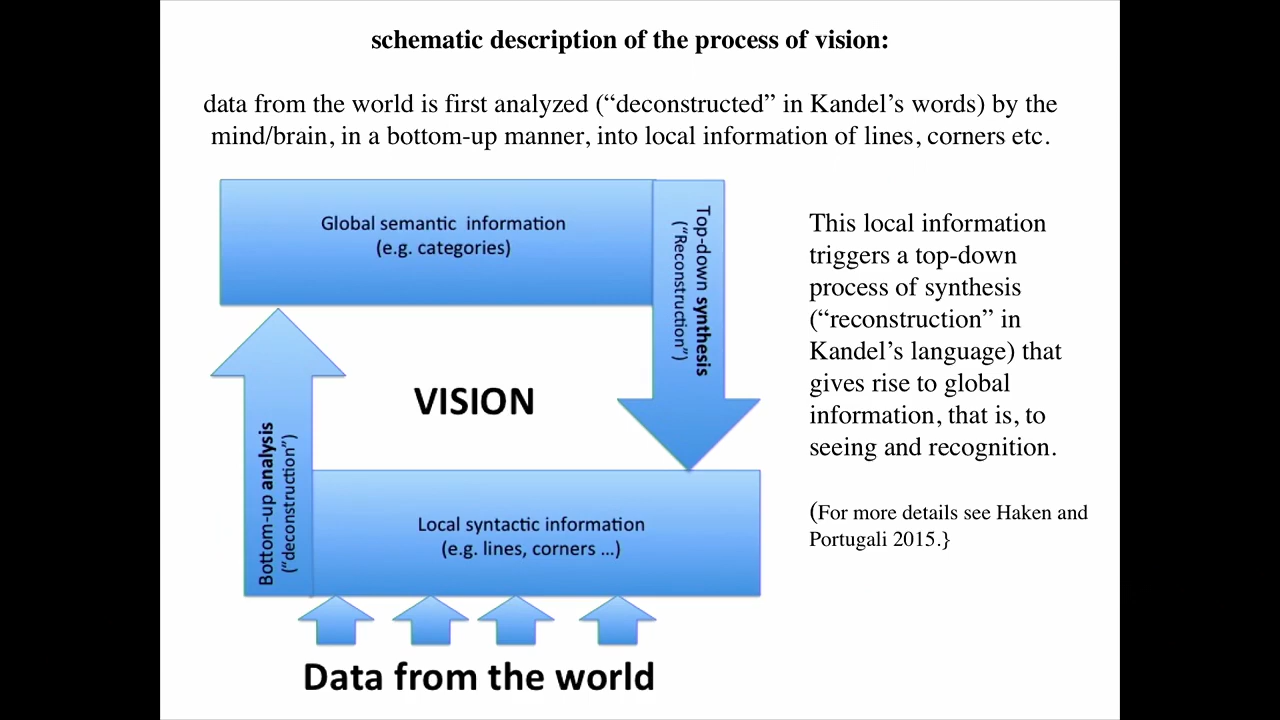 schematic description of the process of vision:
data from the world is first analyzed (“deconstructed” in Kandel’s words) by the
mind/brain, in a bottom-up manner, into local information of lines, corners etc.
Global semantic information
(e.g. categories)
Top-down synthesis
(“Reconstruction”)
VISION
Bottom-up analysis
(“deconstruction”)
Local syntactic information
(e.g. lines, corners ...)
Data from the world
This local information
triggers a top-down
process of synthesis
(“reconstruction” in
Kandel’s language) that
gives rise to global
information, that is, to
seeing and recognition.
(For more details see Haken and
Portugali 2015.}